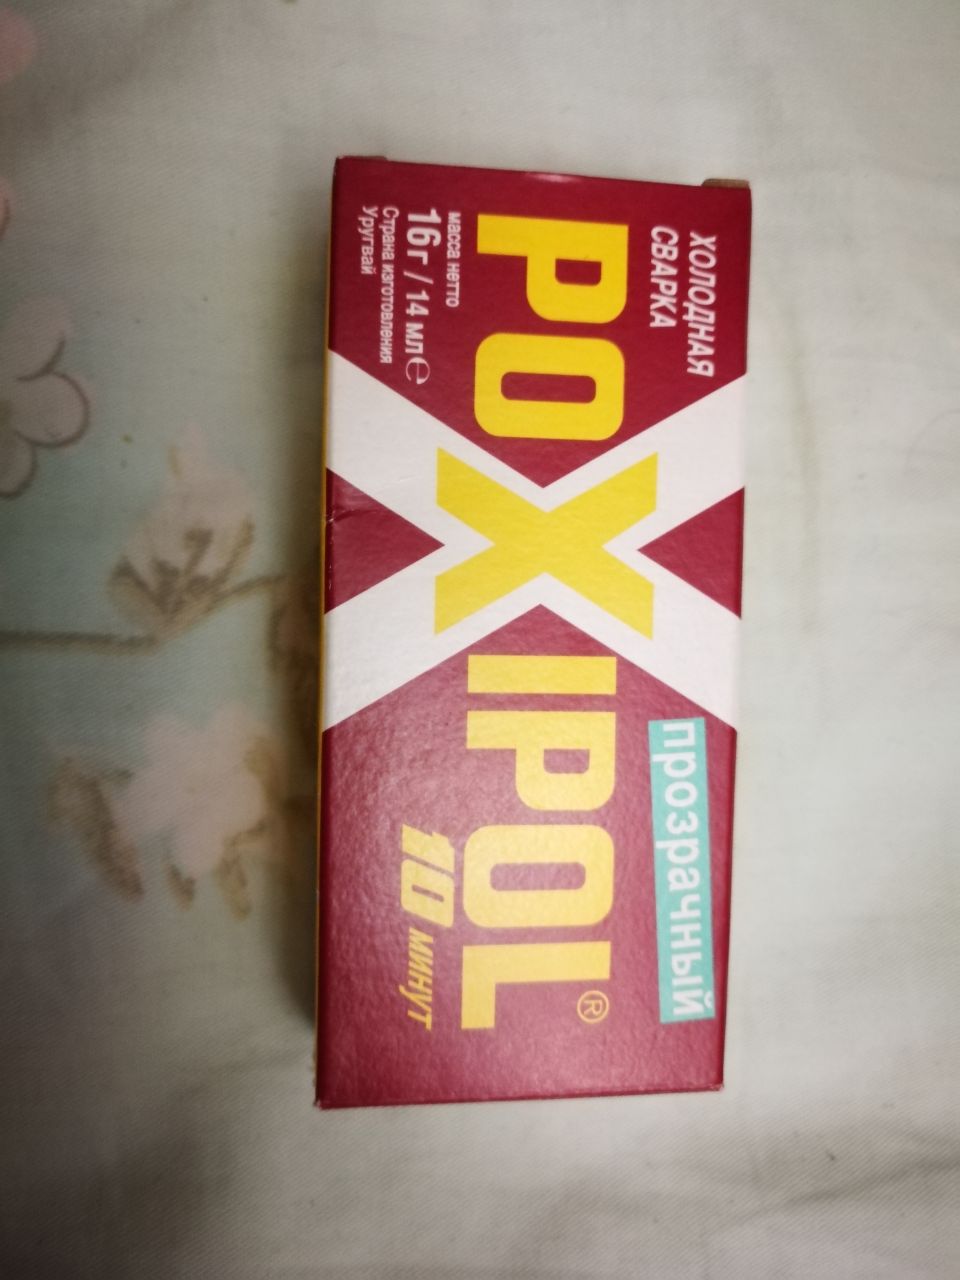 ХОЛОДНАЯ
СВАРКА
прозрачный
POXIPOL®
10 минут
масса нетто
16г / 14 мл ℮
Страна изготовления
Уругвай